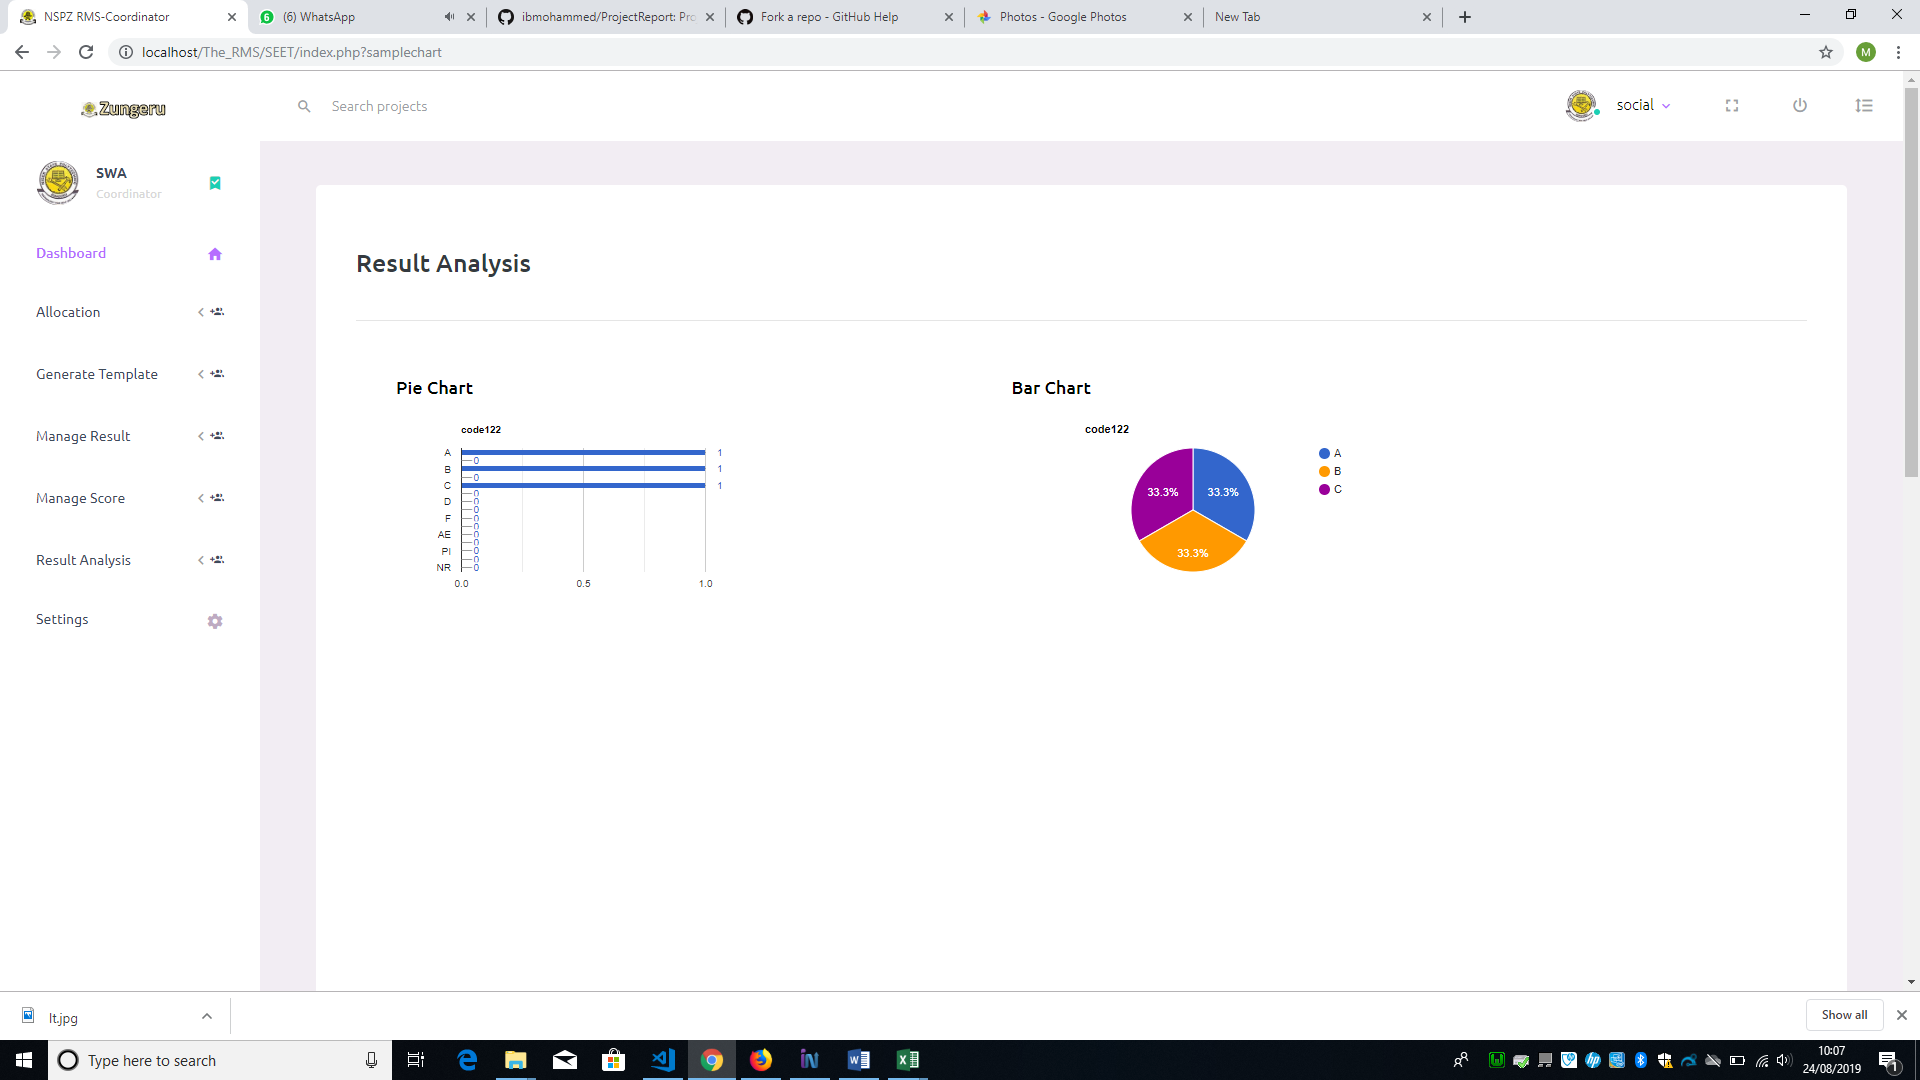 NSPZ RMS-Coordinator
(6) WhatsApp
ibmohammed/ProjectReport: Pro
Fork a repo - GitHub Help
Photos - Google Photos
New Tab
localhost/The_RMS/SEET/index.php?samplechart
M
Zungeru
Search projects
social
SWA
Coordinator
Dashboard
Allocation
Generate Template
Manage Result
Manage Score
Result Analysis
Settings
Result Analysis
Pie Chart
code122
A 1
0
B 1
0
C 1
0
D 0
0
F 0
0
AE 0
0
PI 0
0
NR 0
0.0 0.5 1.0
Bar Chart
code122
33.3% 33.3%
33.3%
A
B
C
lt.jpg
Show all
Type here to search
10:07
24/08/2019
1